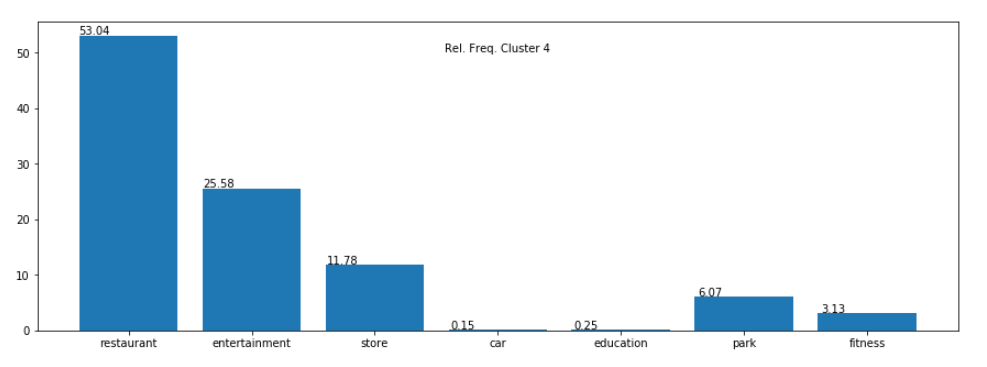 Rel. Freq. Cluster 4
50
40
30
20
10
0
53.04
25.58
11.78
0.15
0.25
6.07
3.13
restaurant
entertainment
store
car
education
park
fitness